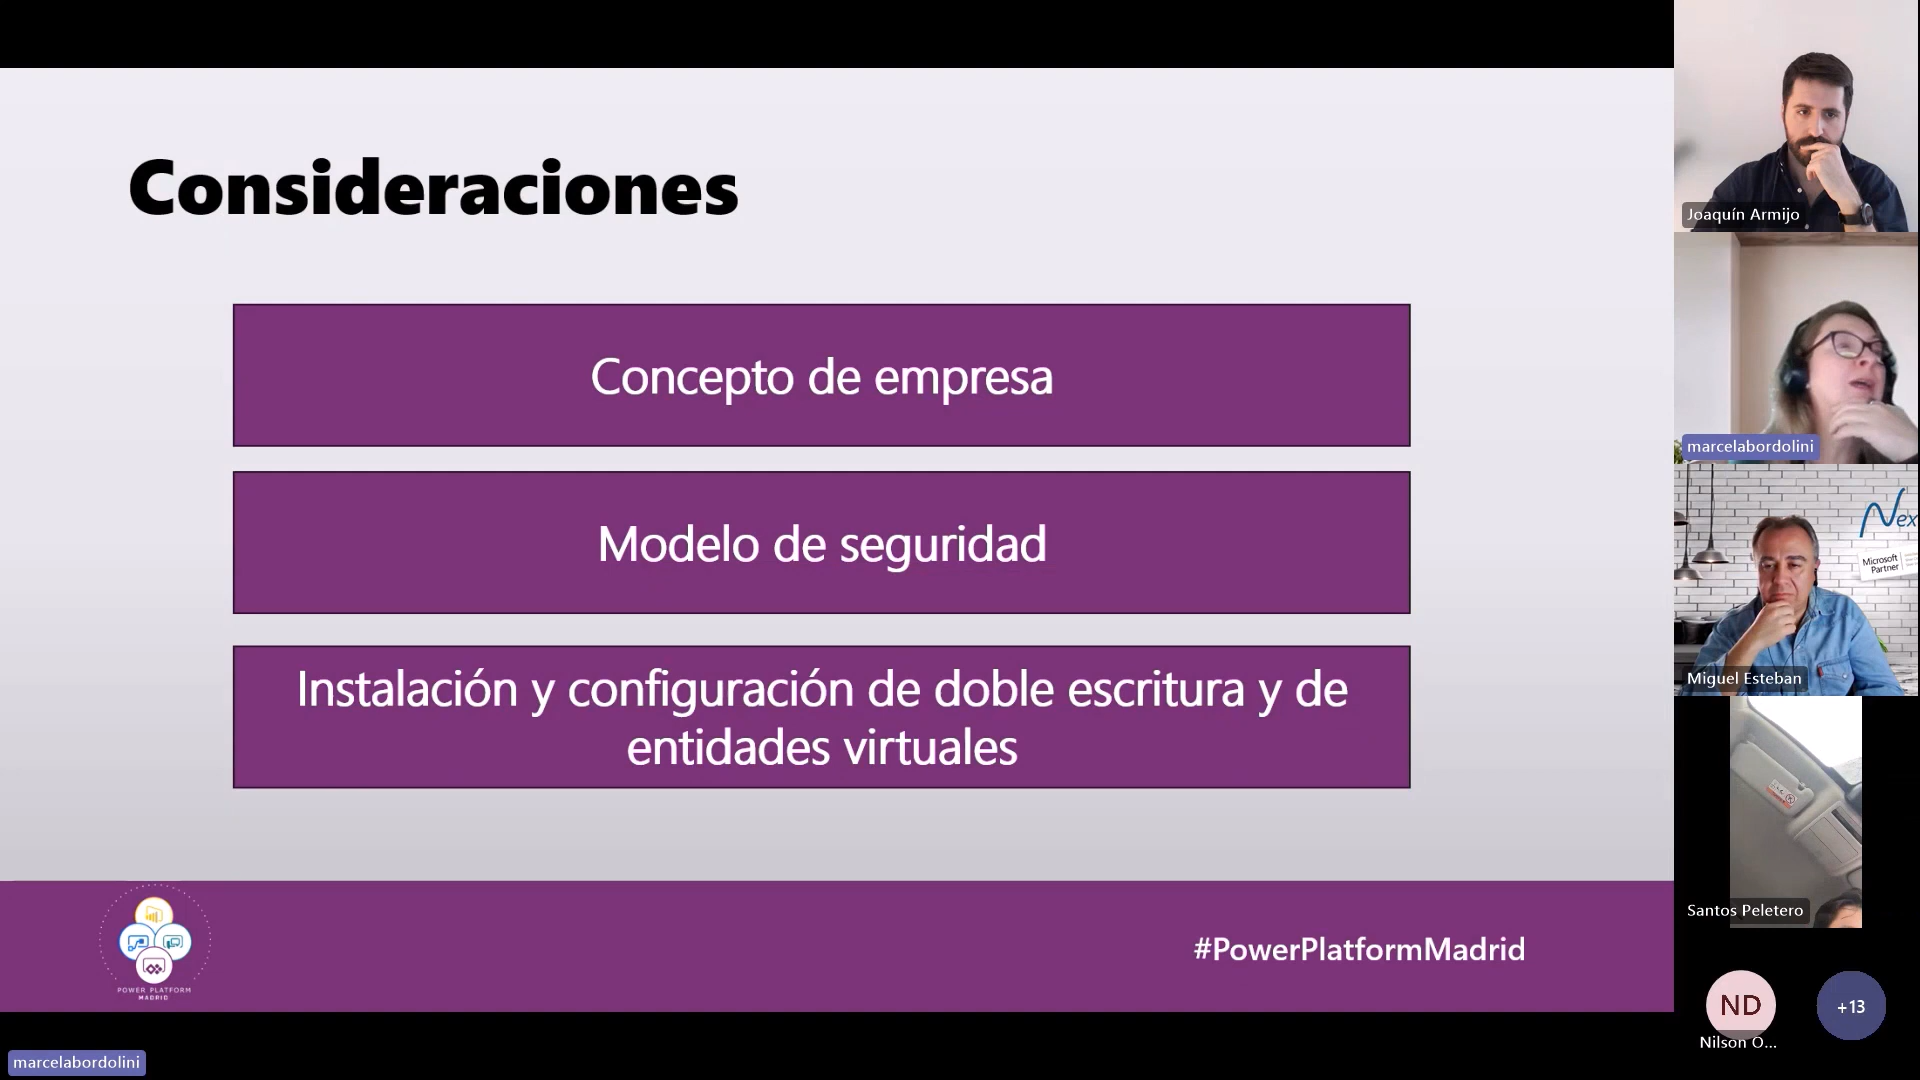 Consideraciones
Concepto de empresa
Modelo de seguridad
Instalación y configuración de doble escritura y de
entidades virtuales
POWER PLATFORM
MADRID
#PowerPlatformMadrid
marcelabordolini
Joaquín Armijo
marcelabordolini
Nex
Microsoft
Partner
Miguel Esteban
Santos Peletero
ND
+13
Nilson O...